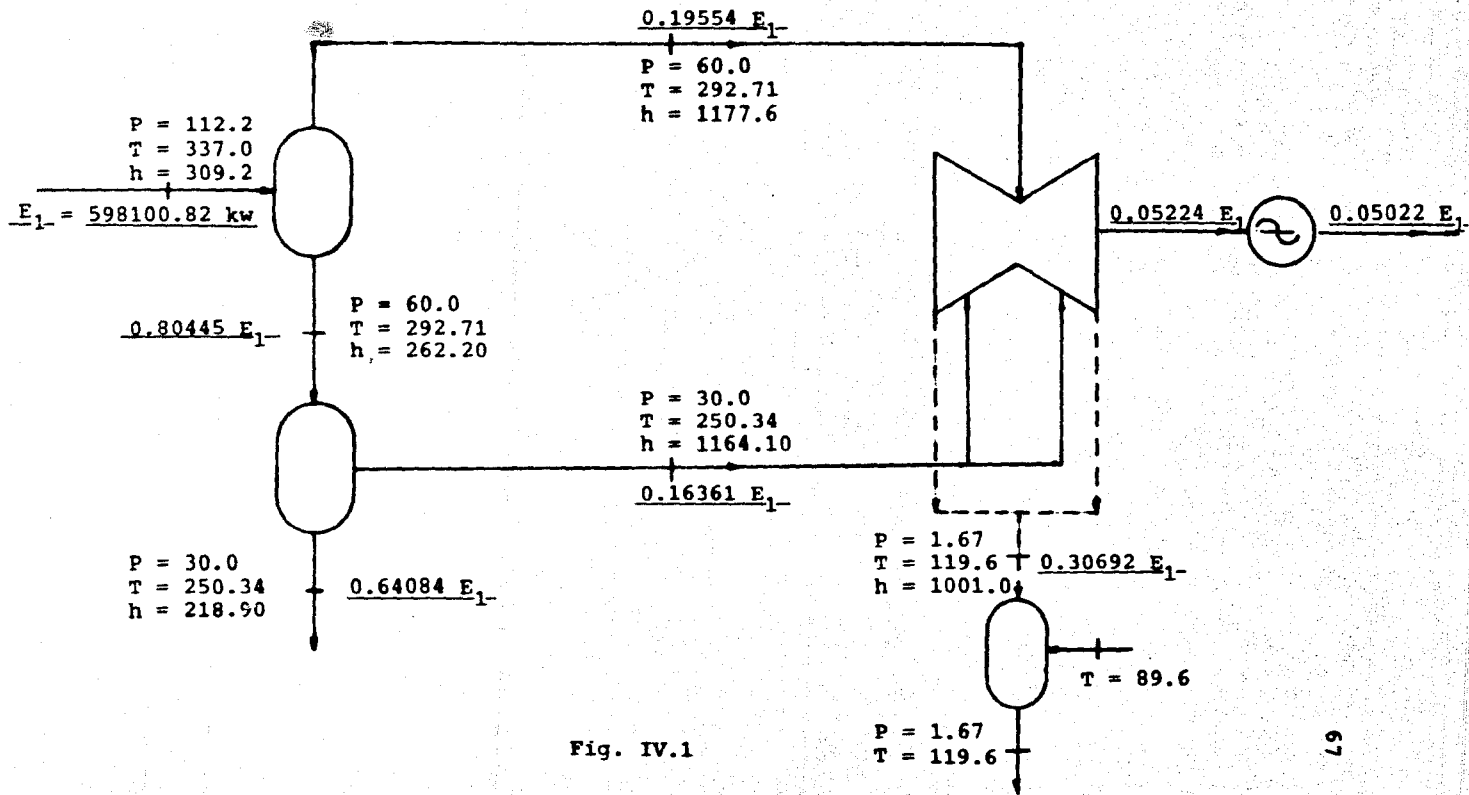 0.19554 E1
P = 60.0
T = 292.71
h = 1177.6
P = 112.2
T = 337.0
h = 309.2
E1 = 598100.82 kw
0.05224 E1
0.05022 E1
0.80445 E1
P = 60.0
T = 292.71
h = 262.20
P = 30.0
T = 250.34
h = 1164.10
0.16361 E1
P = 30.0
T = 250.34
h = 218.90
0.64084 E1
P = 1.67
T = 119.6
h = 1001.0
0.30692 E1
T = 89.6
P = 1.67
T = 119.6
Fig. IV.1
67